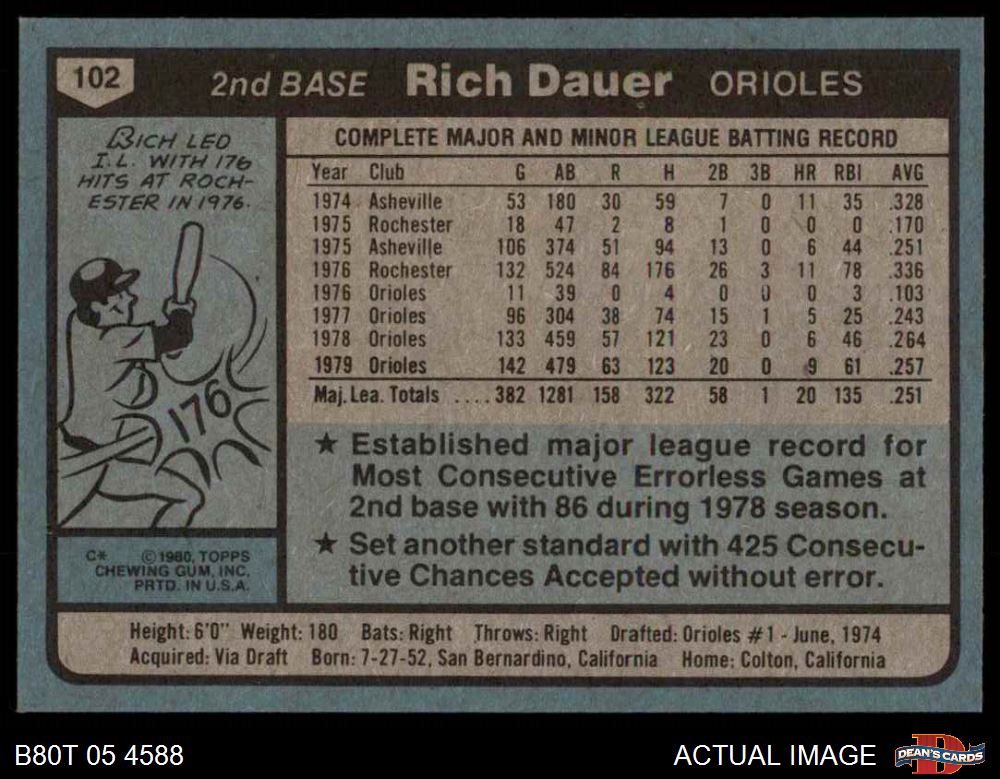 102
2nd BASE Rich Dauer ORIOLES
RICH LED
I.L. WITH 176
HITS AT ROCH-
ESTER IN 1976.
176
C* © 1980, TOPPS
CHEWING GUM, INC.
PRTD. IN U.S.A.
COMPLETE MAJOR AND MINOR LEAGUE BATTING RECORD
Year Club G AB R H 2B 3B HR RBI AVG
1974 Asheville 53 180 30 59 7 0 11 35 .328
1975 Rochester 18 47 2 8 1 0 0 0 .170
1975 Asheville 106 374 51 94 13 0 6 44 .251
1976 Rochester 132 524 84 176 26 3 11 78 .336
1976 Orioles 11 39 0 4 0 0 0 3 .103
1977 Orioles 96 304 38 74 15 1 5 25 .243
1978 Orioles 133 459 57 121 23 0 6 46 .264
1979 Orioles 142 479 63 123 20 0 9 61 .257
Maj. Lea. Totals .... 382 1281 158 322 58 1 20 135 .251
★ Established major league record for
Most Consecutive Errorless Games at
2nd base with 86 during 1978 season.
★ Set another standard with 425 Consecu-
tive Chances Accepted without error.
Height: 6'0" Weight: 180 Bats: Right Throws: Right Drafted: Orioles #1 - June, 1974
Acquired: Via Draft Born: 7-27-52, San Bernardino, California Home: Colton, California
B80T 05 4588
ACTUAL IMAGE
DEAN'S CARDS